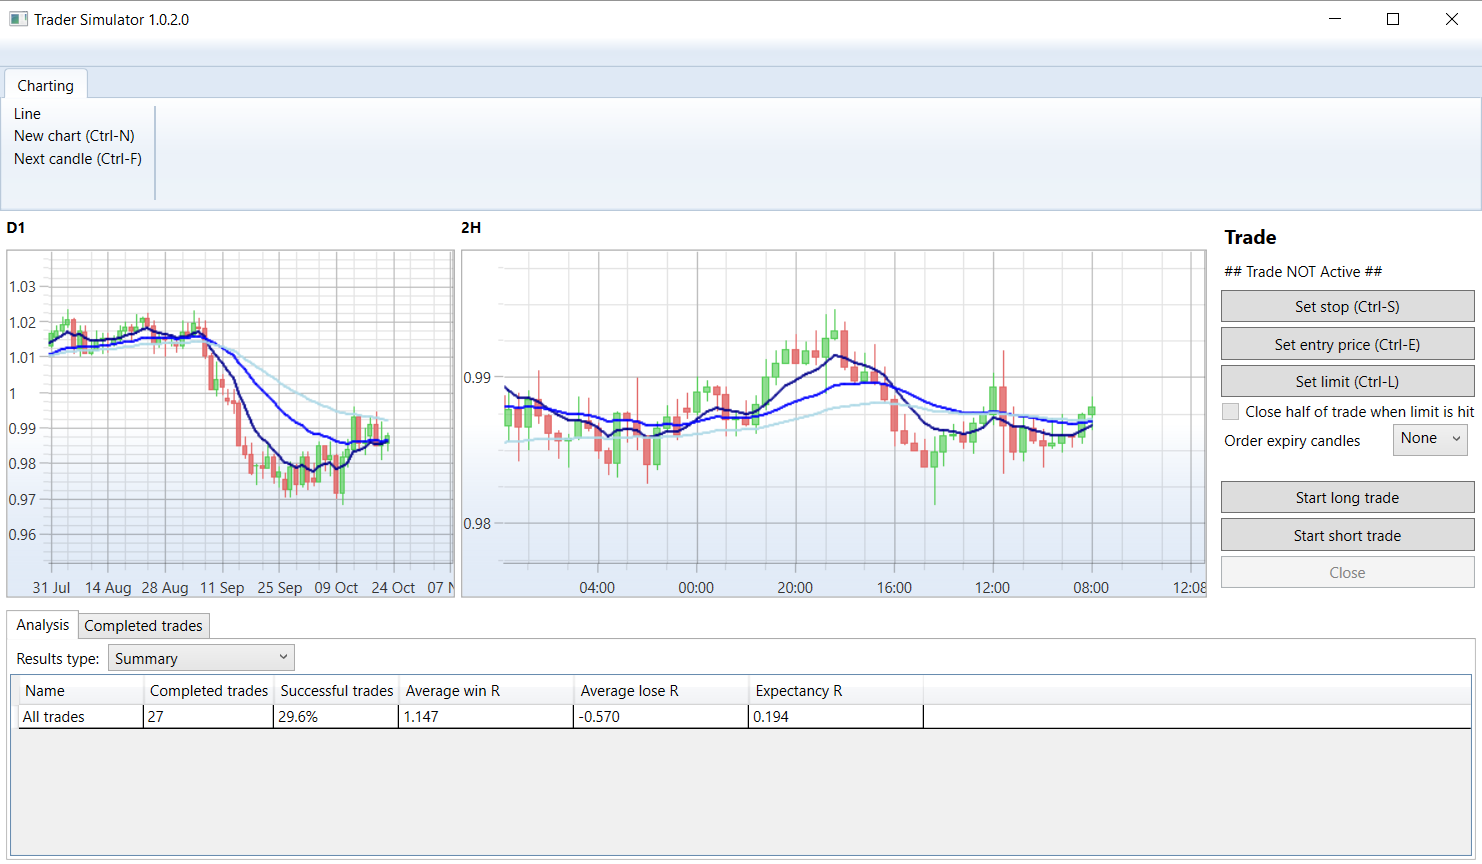 Trader Simulator 1.0.2.0
Charting
Line
New chart (Ctrl-N)
Next candle (Ctrl-F)
D1
1.03
1.02
1.01
1
0.99
0.98
0.97
0.96
31 Jul 14 Aug 28 Aug 11 Sep 25 Sep 09 Oct 24 Oct 07 N
2H
0.99
0.98
04:00 00:00 20:00 16:00 12:00 08:00 12:08
Trade
## Trade NOT Active ##
Set stop (Ctrl-S)
Set entry price (Ctrl-E)
Set limit (Ctrl-L)
Close half of trade when limit is hit
Order expiry candles None
Start long trade
Start short trade
Close
Analysis Completed trades
Results type: Summary
Name Completed trades Successful trades Average win R Average lose R Expectancy R
All trades 27 29.6% 1.147 -0.570 0.194